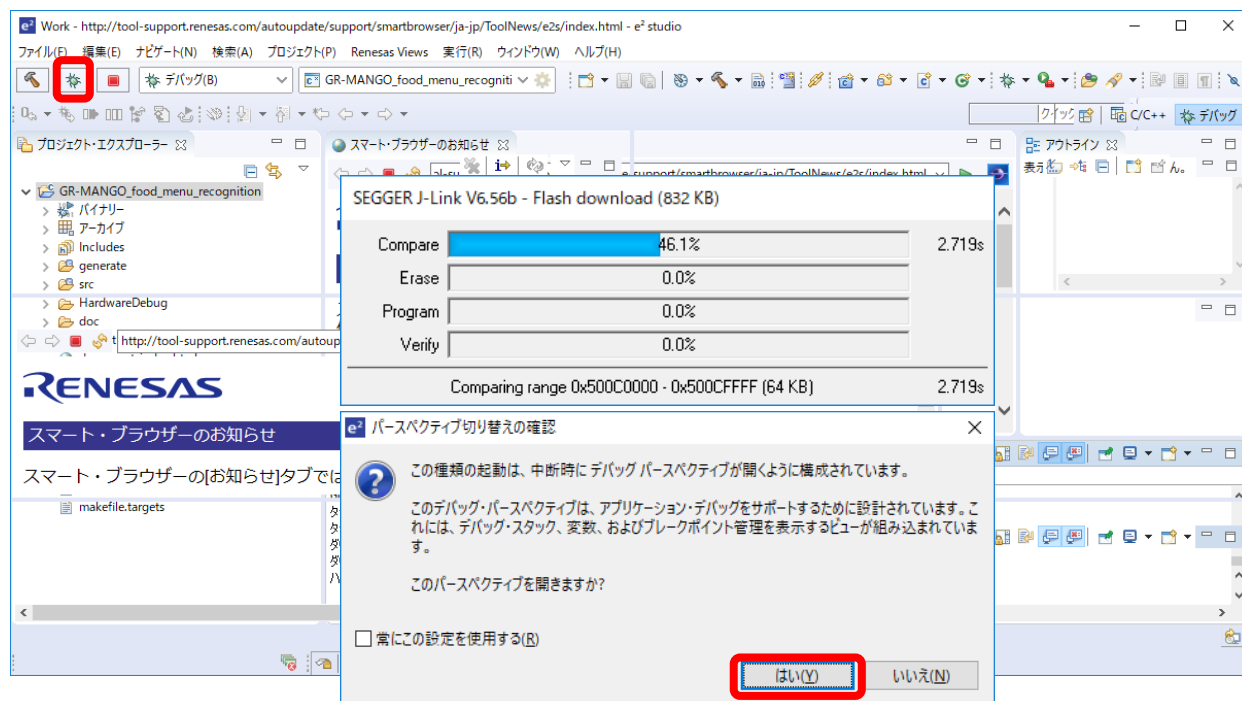 Work - http://tool-support.renesas.com/autoupdate/support/smartbrowser/ja-jp/ToolNews/e2s/index.html - e² studio
ファイル(F) 編集(E) ナビゲート(N) 検索(A) プロジェクト(P) Renesas Views 実行(R) ウィンドウ(W) ヘルプ(H)
デバッグ(B) GR-MANGO_food_menu_recogniti
クイック C/C++ デバッグ
プロジェクト・エクスプローラー スマート・ブラウザーのお知らせ アウトライン
GR-MANGO_food_menu_recognition
バイナリー
アーカイブ
Includes
generate
src
HardwareDebug
doc
http://tool-support.renesas.com/autoup
RENESAS
スマート・ブラウザーのお知らせ
スマート・ブラウザーの[お知らせ]タブでは
makefile.targets
SEGGER J-Link V6.56b - Flash download (832 KB)
Compare 46.1% 2.719s
Erase 0.0%
Program 0.0%
Verify 0.0%
Comparing range 0x500C0000 - 0x500CFFFF (64 KB) 2.719s
e² パースペクティブ切り替えの確認
この種類の起動は、中断時に デバッグ パースペクティブが開くように構成されています。
このデバッグ・パースペクティブは、アプリケーション・デバッグをサポートするために設計されています。こ
れには、デバッグ・スタック、変数、およびブレークポイント管理を表示するビューが組み込まれていま
す。
このパースペクティブを開きますか?
常にこの設定を使用する(R)
はい(Y) いいえ(N)